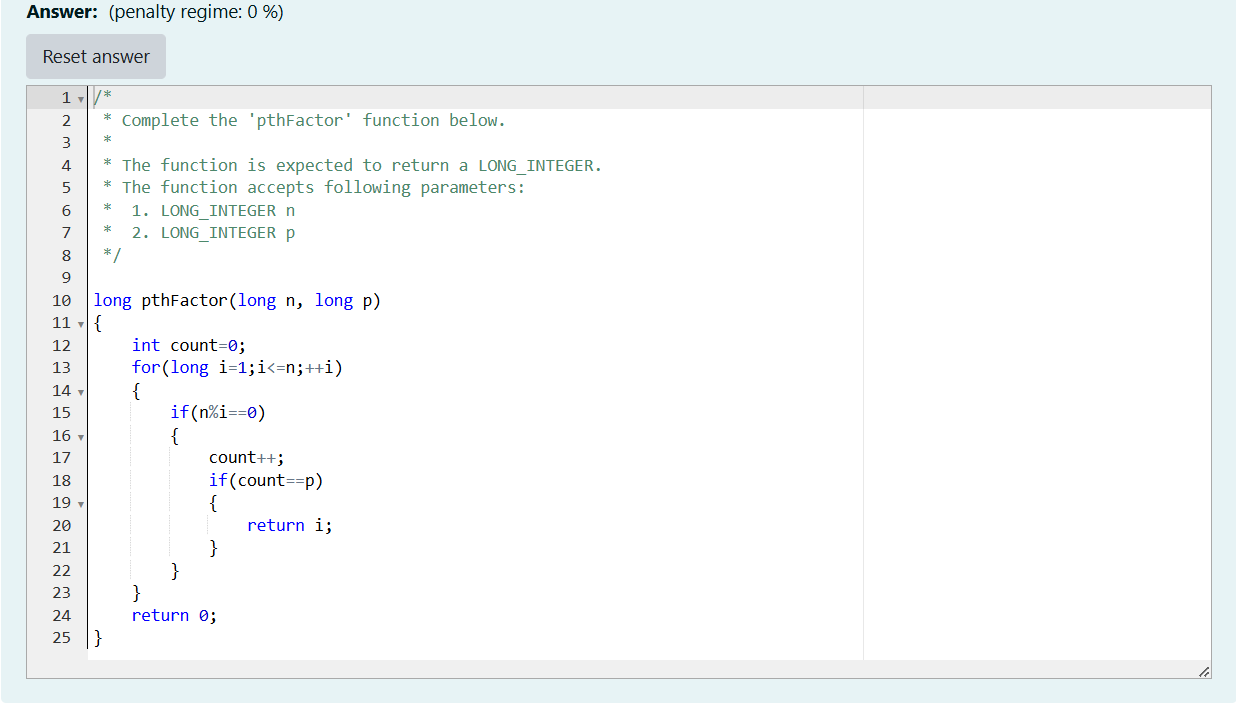 Answer: (penalty regime: 0 %)
Reset answer
1 /*
2  * Complete the 'pthFactor' function below.
3  *
4  * The function is expected to return a LONG_INTEGER.
5  * The function accepts following parameters:
6  *  1. LONG_INTEGER n
7  *  2. LONG_INTEGER p
8  */
9
10 long pthFactor(long n, long p)
11 {
12     int count=0;
13     for(long i=1;i<=n;++i)
14     {
15         if(n%i==0)
16         {
17             count++;
18             if(count==p)
19             {
20                 return i;
21             }
22         }
23     }
24     return 0;
25 }